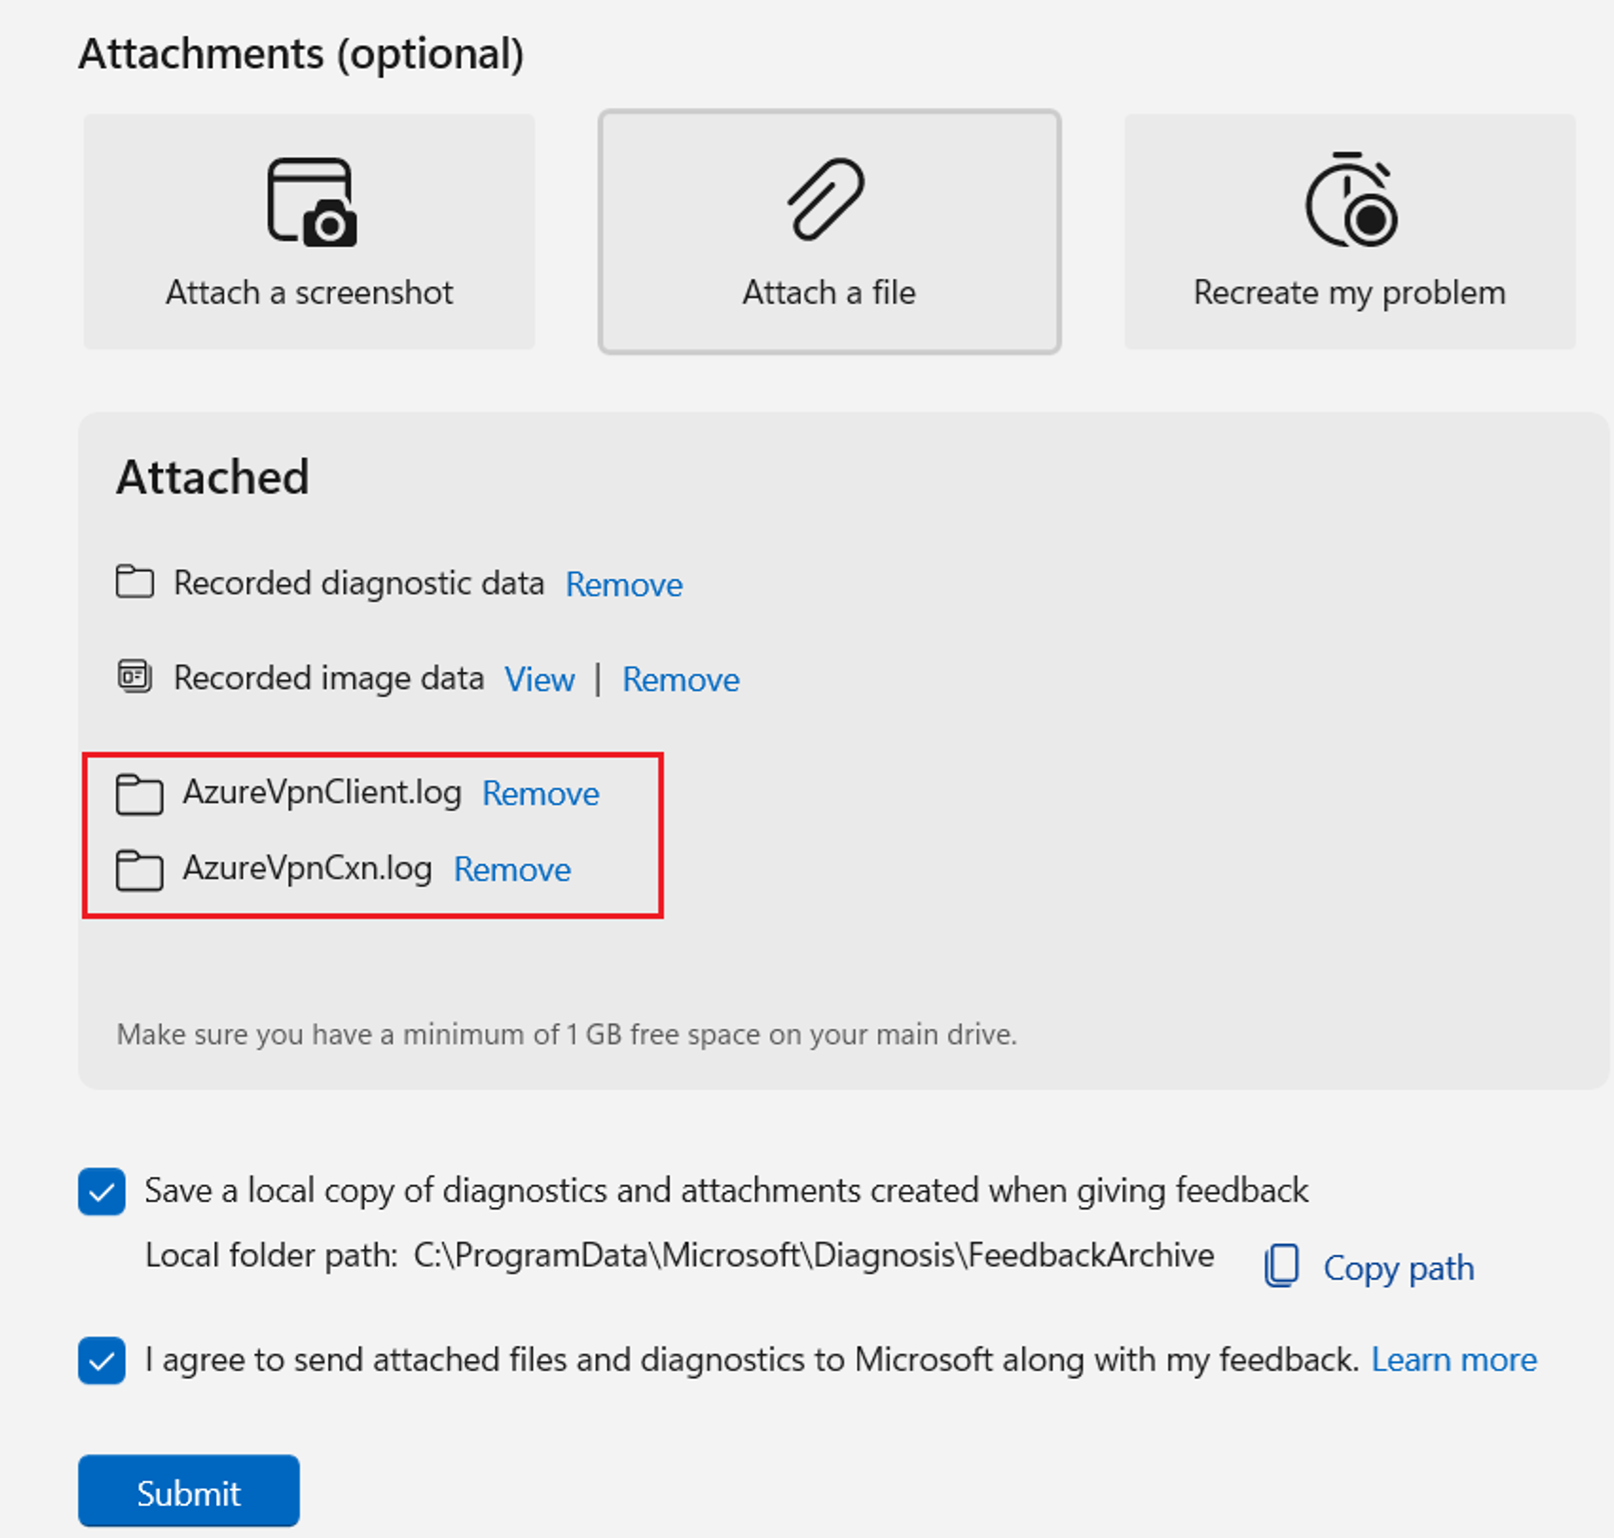 Attachments (optional)
Attach a screenshot
Attach a file
Recreate my problem
Attached
Recorded diagnostic data Remove
Recorded image data View | Remove
AzureVpnClient.log Remove
AzureVpnCxn.log Remove
Make sure you have a minimum of 1 GB free space on your main drive.
Save a local copy of diagnostics and attachments created when giving feedback
Local folder path: C:\ProgramData\Microsoft\Diagnosis\FeedbackArchive Copy path
I agree to send attached files and diagnostics to Microsoft along with my feedback. Learn more
Submit